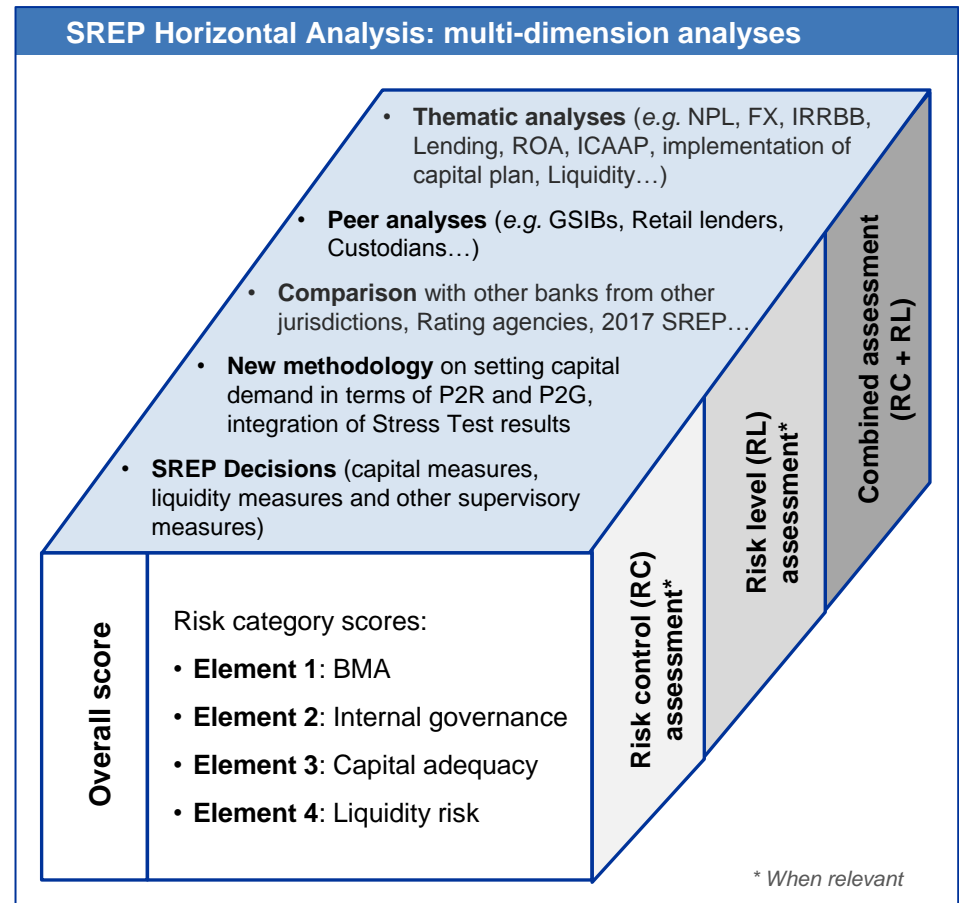 SREP Horizontal Analysis: multi-dimension analyses
• Thematic analyses (e.g. NPL, FX, IRRBB,
Lending, ROA, ICAAP, implementation of
capital plan, Liquidity…)
• Peer analyses (e.g. GSIBs, Retail lenders,
Custodians…)
• Comparison with other banks from other
jurisdictions, Rating agencies, 2017 SREP…
• New methodology on setting capital
demand in terms of P2R and P2G,
integration of Stress Test results
• SREP Decisions (capital measures,
liquidity measures and other supervisory
measures)
Overall score
Risk category scores:
• Element 1: BMA
• Element 2: Internal governance
• Element 3: Capital adequacy
• Element 4: Liquidity risk
Risk control (RC)
assessment*
Risk level (RL)
assessment*
Combined assessment
(RC + RL)
* When relevant